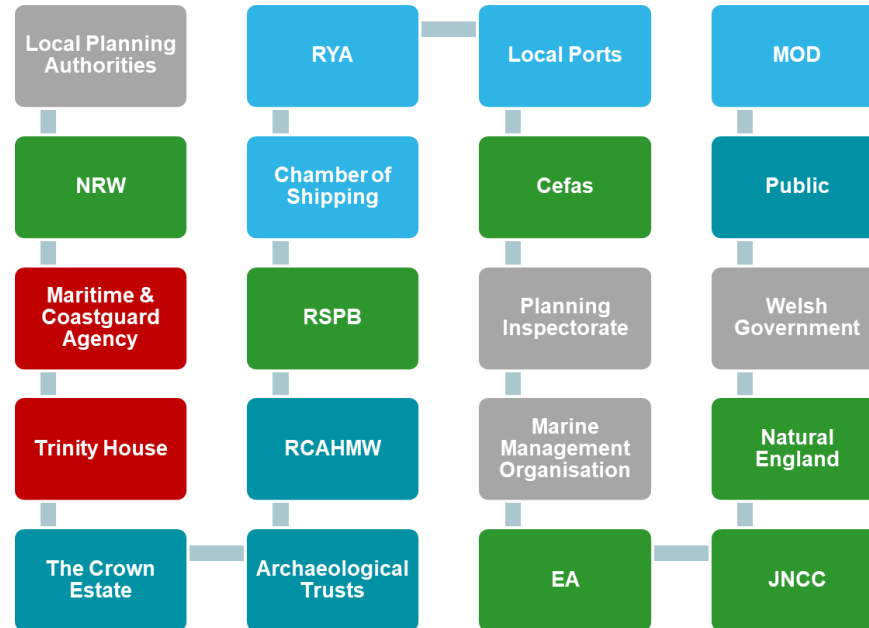 Local Planning
Authorities
RYA
Local Ports
MOD
NRW
Chamber of
Shipping
Cefas
Public
Maritime &
Coastguard
Agency
RSPB
Planning
Inspectorate
Welsh
Government
Trinity House
RCAHMW
Marine
Management
Organisation
Natural
England
The Crown
Estate
Archaeological
Trusts
EA
JNCC